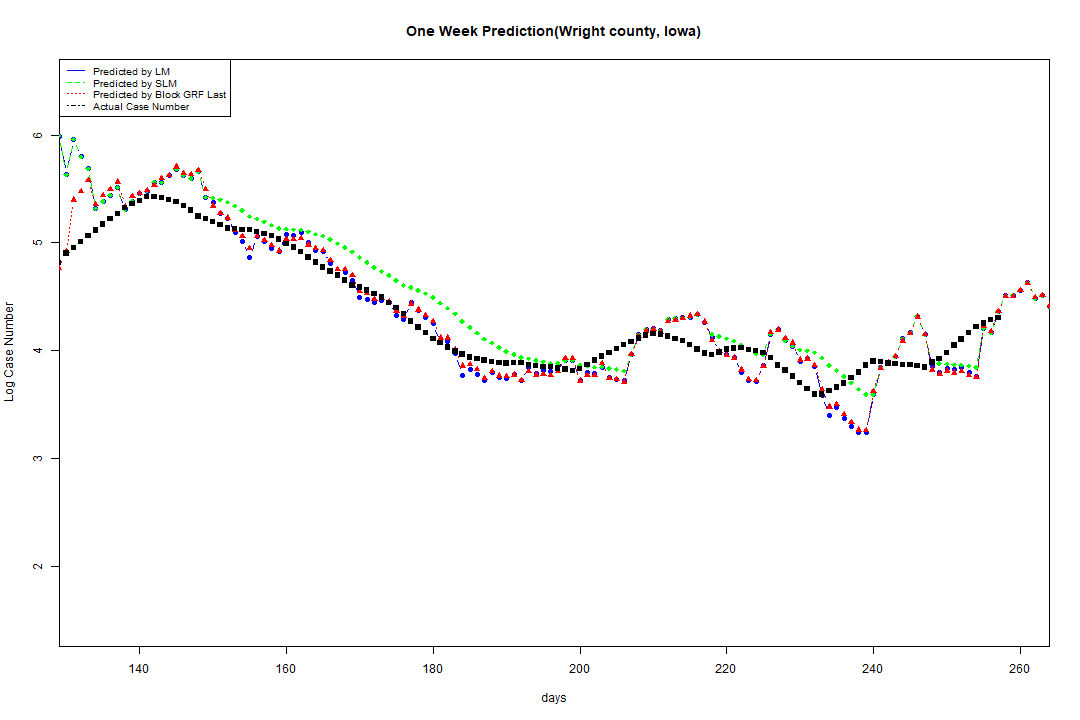 One Week Prediction(Wright county, Iowa)
Predicted by LM
Predicted by SLM
Predicted by Block GRF Last
Actual Case Number
6
5
4
3
2
Log Case Number
140 160 180 200 220 240 260
days